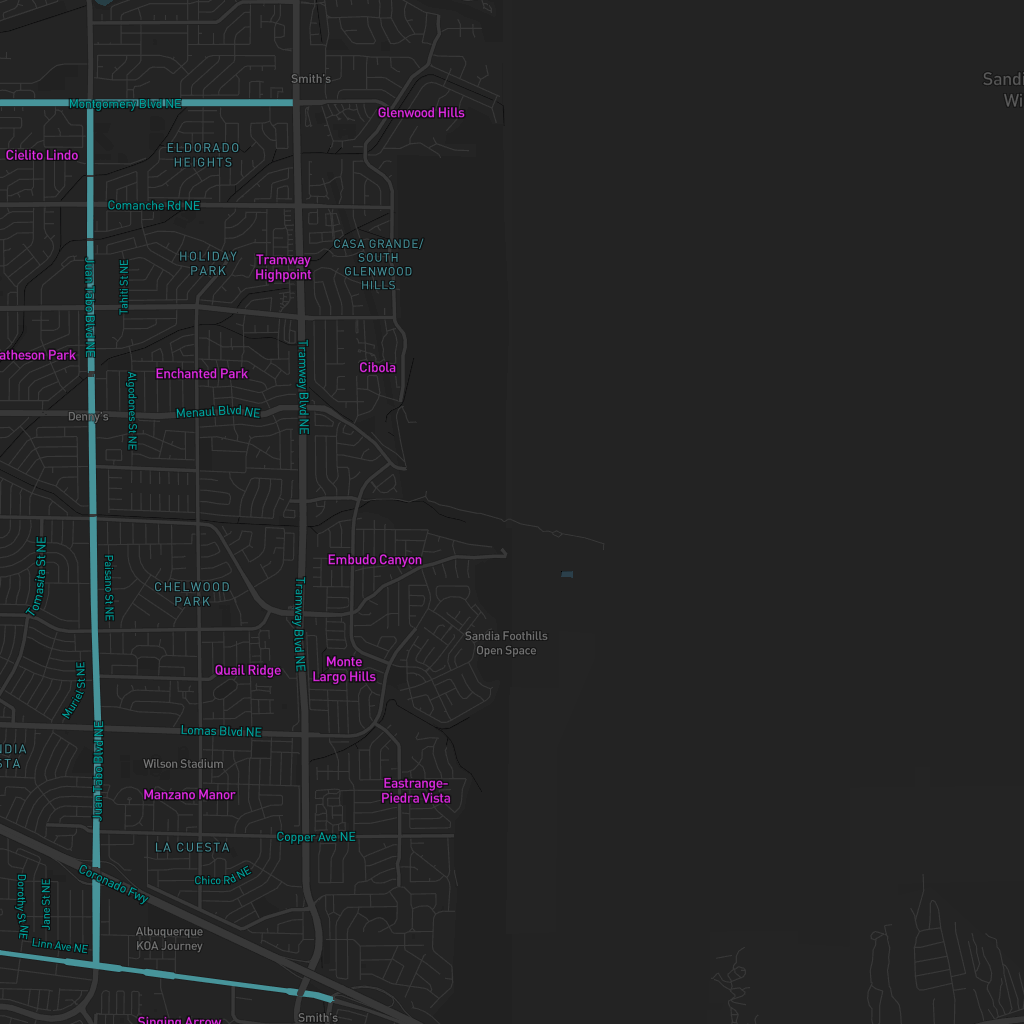 Smith's
Sandi
Wi
Montgomery Blvd NE
Glenwood Hills
Cielito Lindo
ELDORADO
HEIGHTS
Comanche Rd NE
CASA GRANDE/
SOUTH
GLENWOOD
HILLS
HOLIDAY
PARK
Tramway
Highpoint
Tahiti St NE
Juan Tabo Blvd NE
atheson Park
Enchanted Park
Cibola
Tramway Blvd NE
Algodones St NE
Menaul Blvd NE
Denny's
Embudo Canyon
Tomasita St NE
Paisano St NE
CHELWOOD
PARK
Tramway Blvd NE
Sandia Foothills
Open Space
Quail Ridge
Monte
Largo Hills
Muriel St NE
Lomas Blvd NE
NDIA
STA
Juan Tabo Blvd NE
Wilson Stadium
Manzano Manor
Eastrange-
Piedra Vista
Copper Ave NE
LA CUESTA
Chico Rd NE
Coronado Fwy
Dorothy St NE
Jane St NE
Linn Ave NE
Albuquerque
KOA Journey
Smith's
Singing Arrow